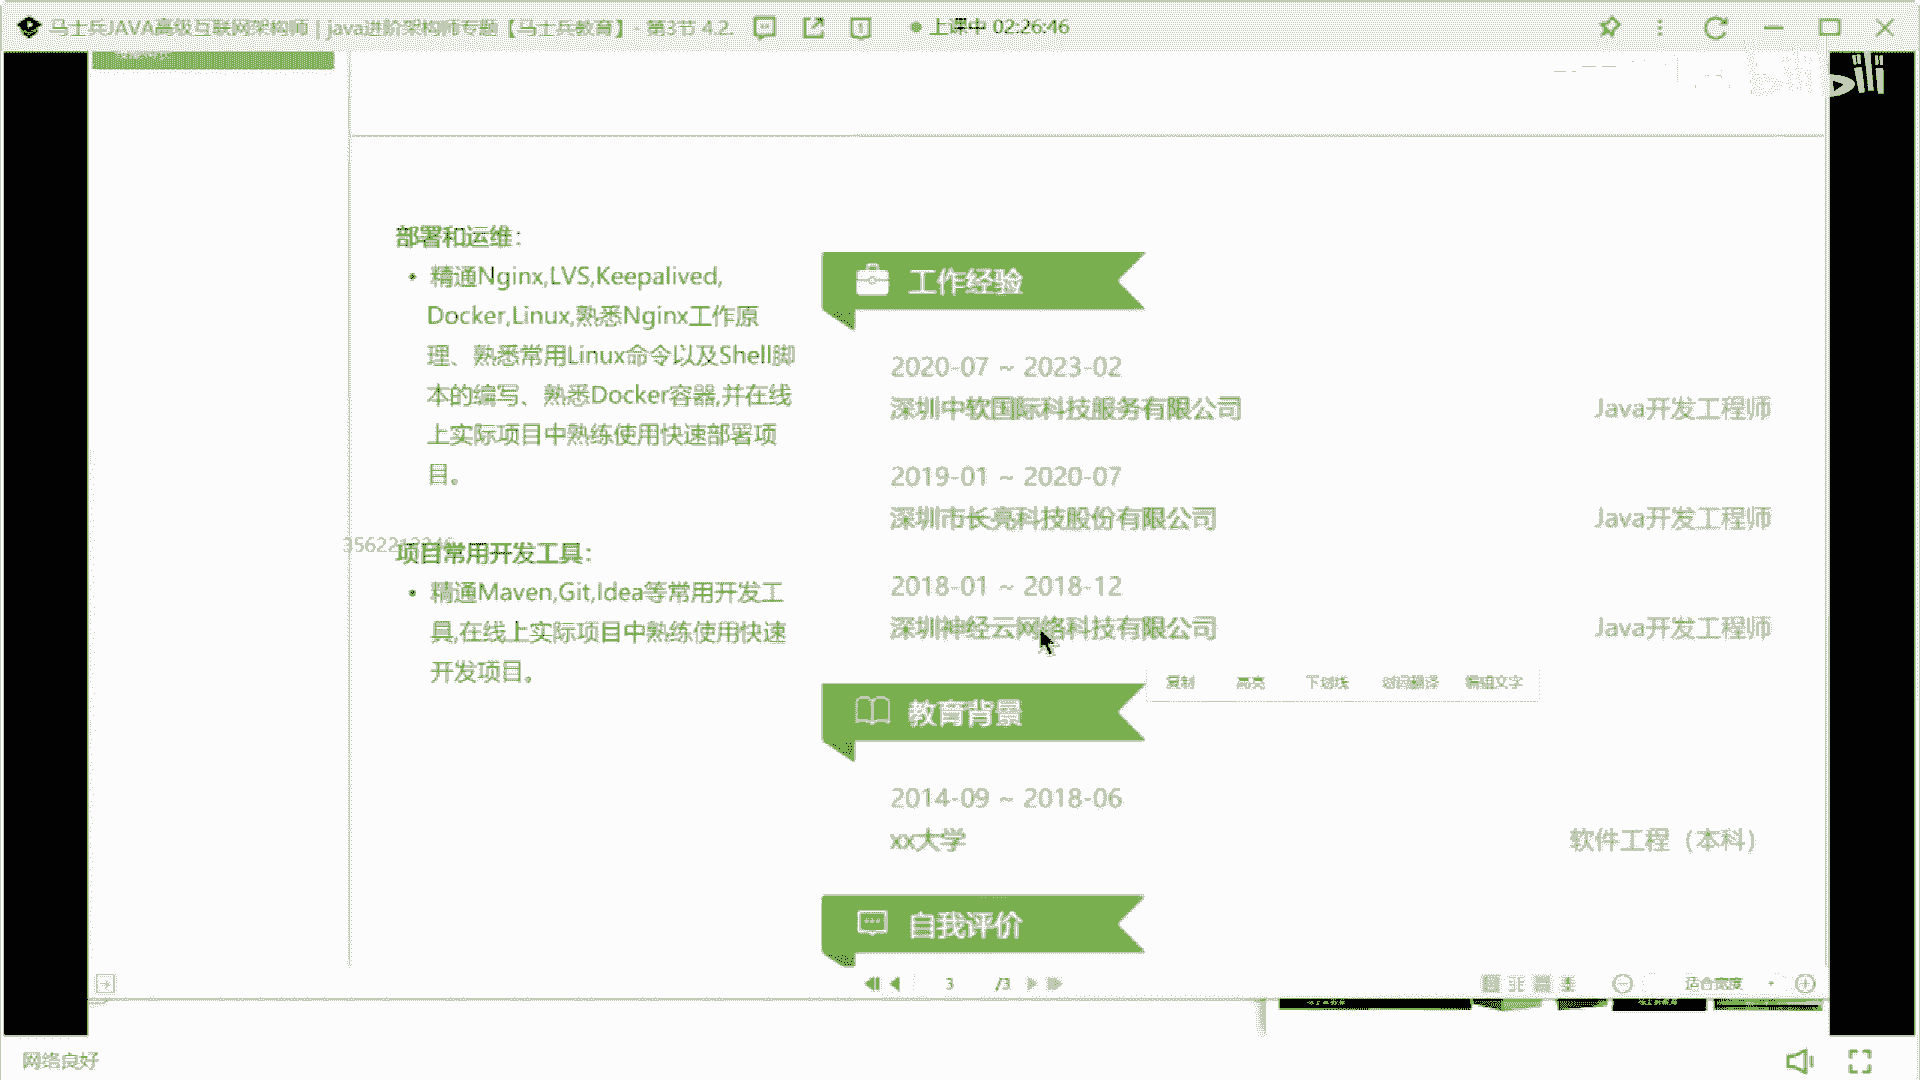 马士兵JAVA高级互联网架构师 | java进阶架构师专题【马士兵教育】 - 第3节 4.2.
上课中 02:26:46
部署和运维：
• 精通Nginx,LVS,Keepalived,
Docker,Linux,熟悉Nginx工作原
理、熟悉常用Linux命令以及Shell脚
本的编写、熟悉Docker容器,并在线
上实际项目中熟练使用快速部署项
目。
项目常用开发工具：
• 精通Maven,Git,Idea等常用开发工
具,在线上实际项目中熟练使用快速
开发项目。
工作经验
2020-07 ~ 2023-02
深圳中软国际科技服务有限公司 Java开发工程师
2019-01 ~ 2020-07
深圳市长亮科技股份有限公司 Java开发工程师
2018-01 ~ 2018-12
深圳神经云网络科技有限公司 Java开发工程师
复制 高亮 下划线 划词翻译 编辑文字
教育背景
2014-09 ~ 2018-06
xx大学 软件工程（本科）
自我评价
3 /3
适合宽度
网络良好